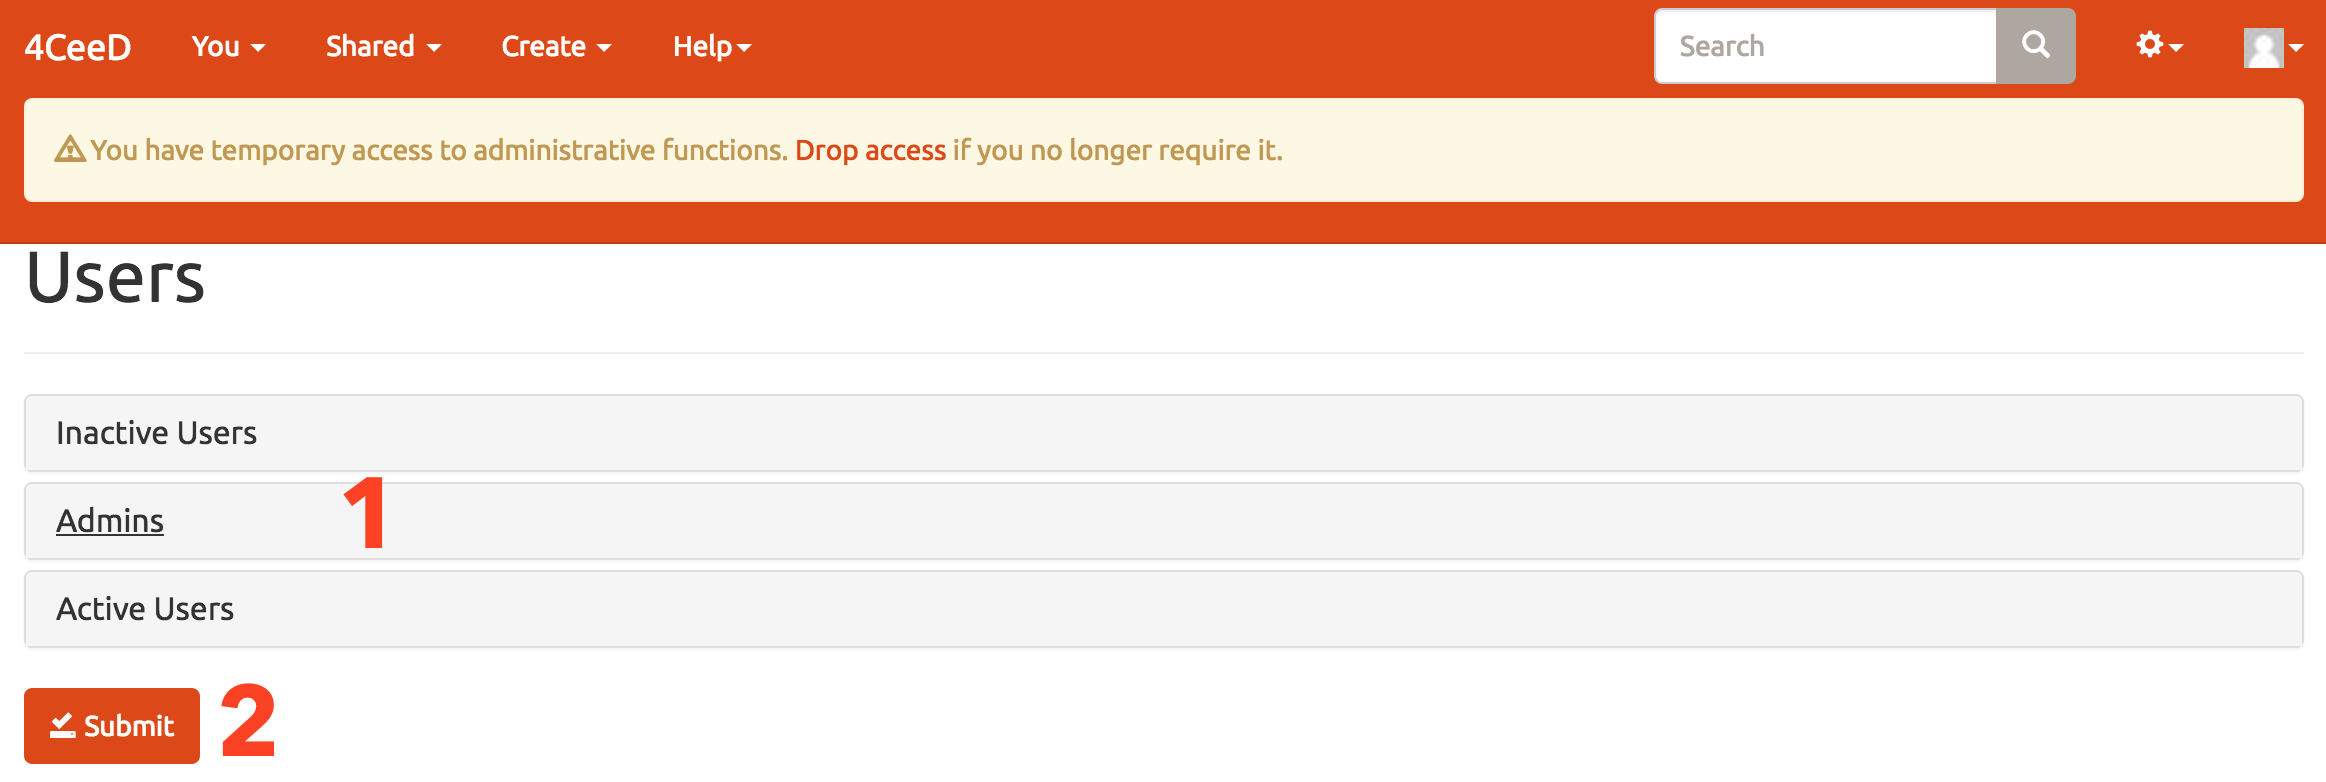 4CeeD You Shared Create Help Search
You have temporary access to administrative functions. Drop access if you no longer require it.
Users
Inactive Users
Admins 1
Active Users
Submit 2